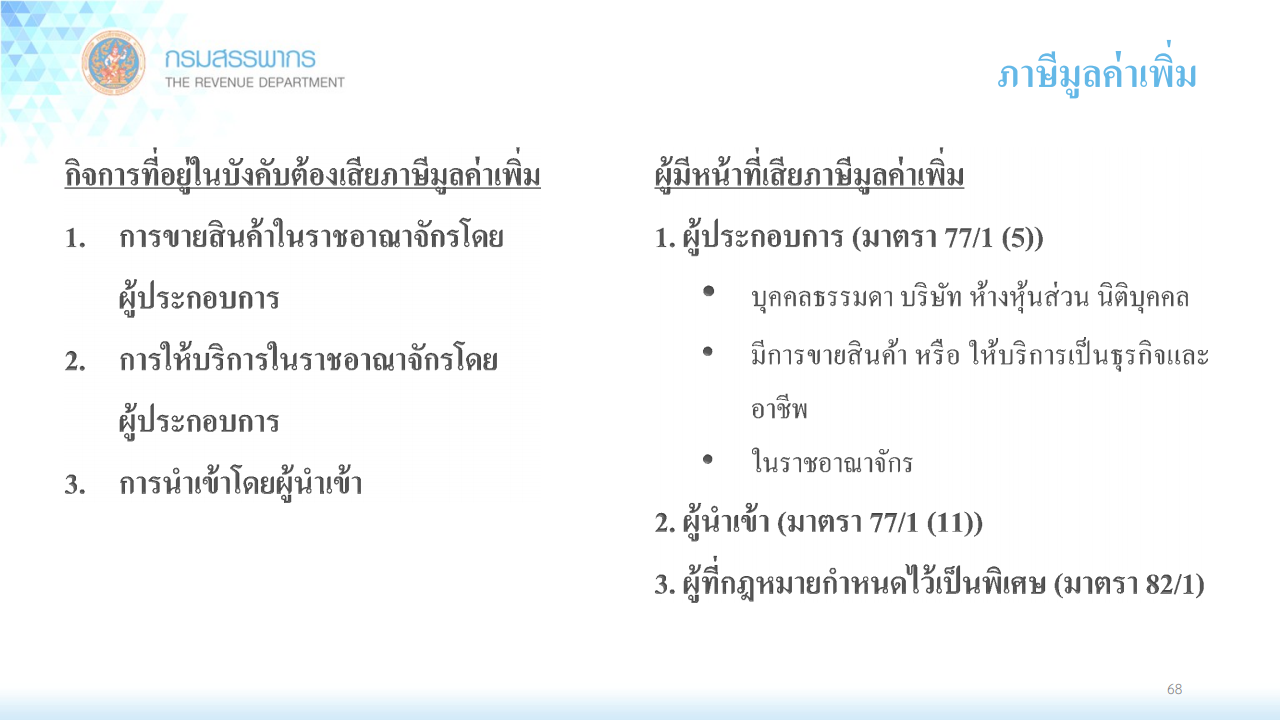 กรมสรรพากร
THE REVENUE DEPARTMENT
ภาษีมูลค่าเพิ่ม
กิจการที่อยู่ในบังคับต้องเสียภาษีมูลค่าเพิ่ม
1. การขายสินค้าในราชอาณาจักรโดย
ผู้ประกอบการ
2. การให้บริการในราชอาณาจักรโดย
ผู้ประกอบการ
3. การนำเข้าโดยผู้นำเข้า
ผู้มีหน้าที่เสียภาษีมูลค่าเพิ่ม
1. ผู้ประกอบการ (มาตรา 77/1 (5))
• บุคคลธรรมดา บริษัท ห้างหุ้นส่วน นิติบุคคล
• มีการขายสินค้า หรือ ให้บริการเป็นธุรกิจและ
อาชีพ
• ในราชอาณาจักร
2. ผู้นำเข้า (มาตรา 77/1 (11))
3. ผู้ที่กฎหมายกำหนดไว้เป็นพิเศษ (มาตรา 82/1)
68